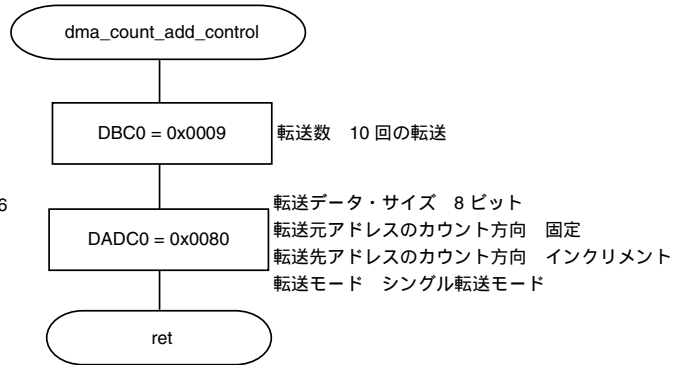 dma_count_add_control
DBC0 = 0x0009
転送数　10 回の転送
6
DADC0 = 0x0080
転送データ・サイズ　8 ビット
転送元アドレスのカウント方向　固定
転送先アドレスのカウント方向　インクリメント
転送モード　シングル転送モード
ret